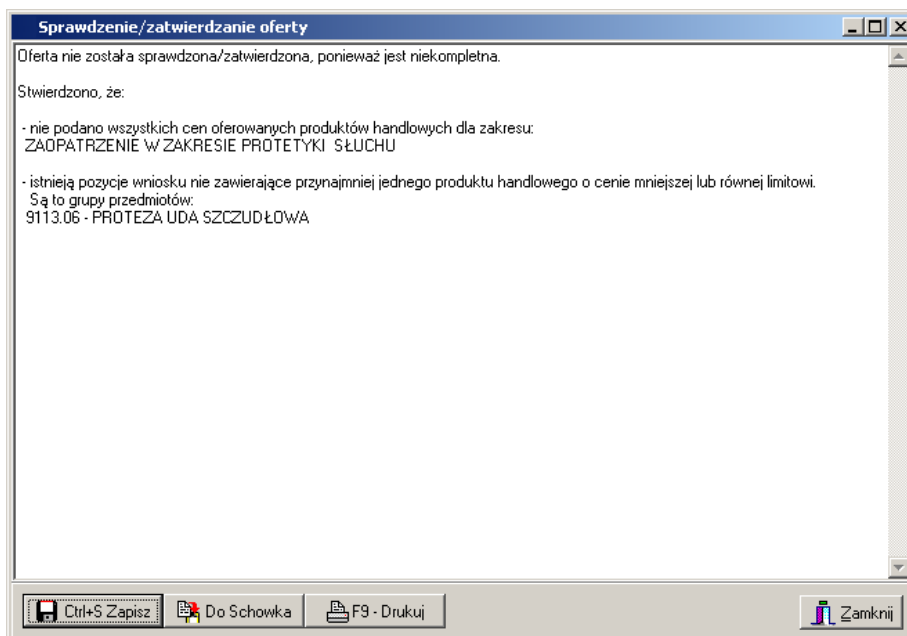 Sprawdzenie/zatwierdzanie oferty
Oferta nie została sprawdzona/zatwierdzona, ponieważ jest niekompletna.
Stwierdzono, że:
- nie podano wszystkich cen oferowanych produktów handlowych dla zakresu:
ZAOPATRZENIE W ZAKRESIE PROTETYKI SŁUCHU
- istnieją pozycje wniosku nie zawierające przynajmniej jednego produktu handlowego o cenie mniejszej lub równej limitowi.
Są to grupy przedmiotów:
9113.06 - PROTEZA UDA SZCZUDŁOWA
Ctrl+S Zapisz Do Schowka F9 - Drukuj Zamknij